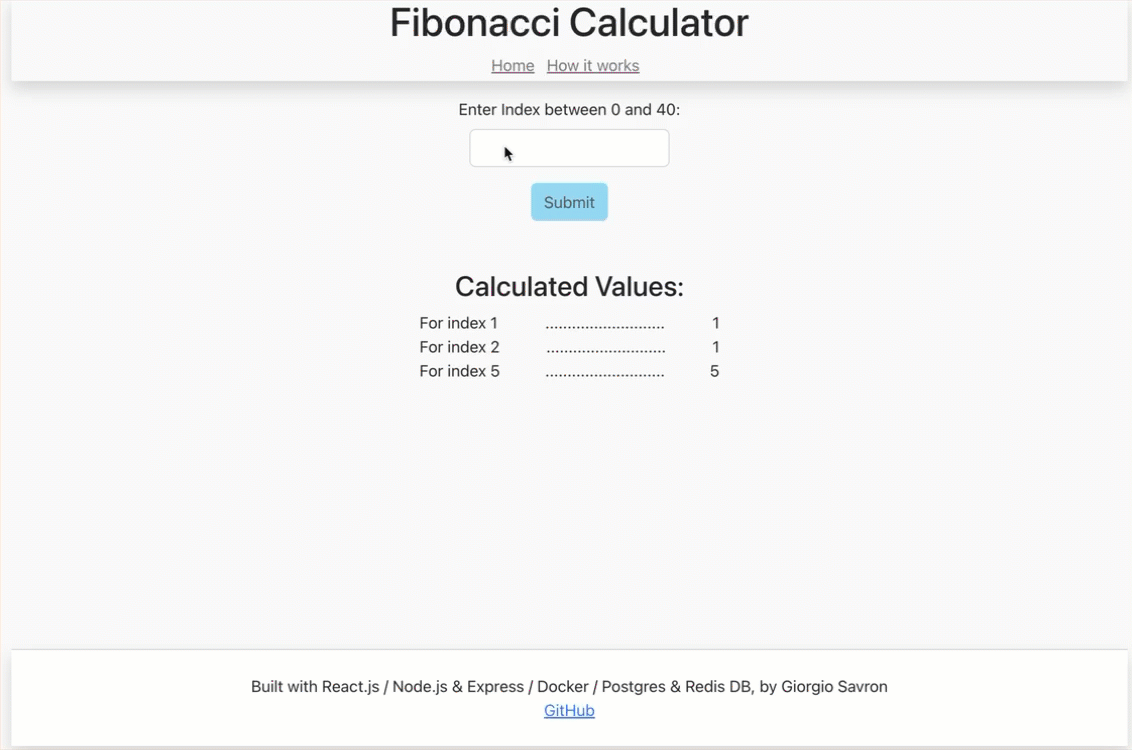 Fibonacci Calculator
Home How it works
Enter Index between 0 and 40:
Submit
Calculated Values:
For index 1 ........................... 1
For index 2 ........................... 1
For index 5 ........................... 5
Built with React.js / Node.js & Express / Docker / Postgres & Redis DB, by Giorgio Savron
GitHub